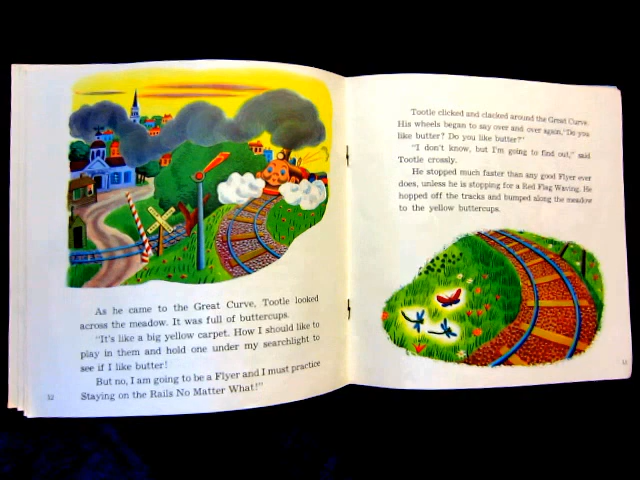 As he came to the Great Curve, Tootle looked
across the meadow. It was full of buttercups.
"It's like a big yellow carpet. How I should like to
play in them and hold one under my searchlight to
see if I like butter!
But no, I am going to be a Flyer and I must practice
Staying on the Rails No Matter What!"
Tootle clicked and clacked around the Great Curve.
His wheels began to say over and over again, "Do you
like butter? Do you like butter?"
"I don't know, but I'm going to find out," said
Tootle crossly.
He stopped much faster than any good Flyer ever
does, unless he is stopping for a Red Flag Waving. He
hopped off the tracks and bumped along the meadow
to the yellow buttercups.